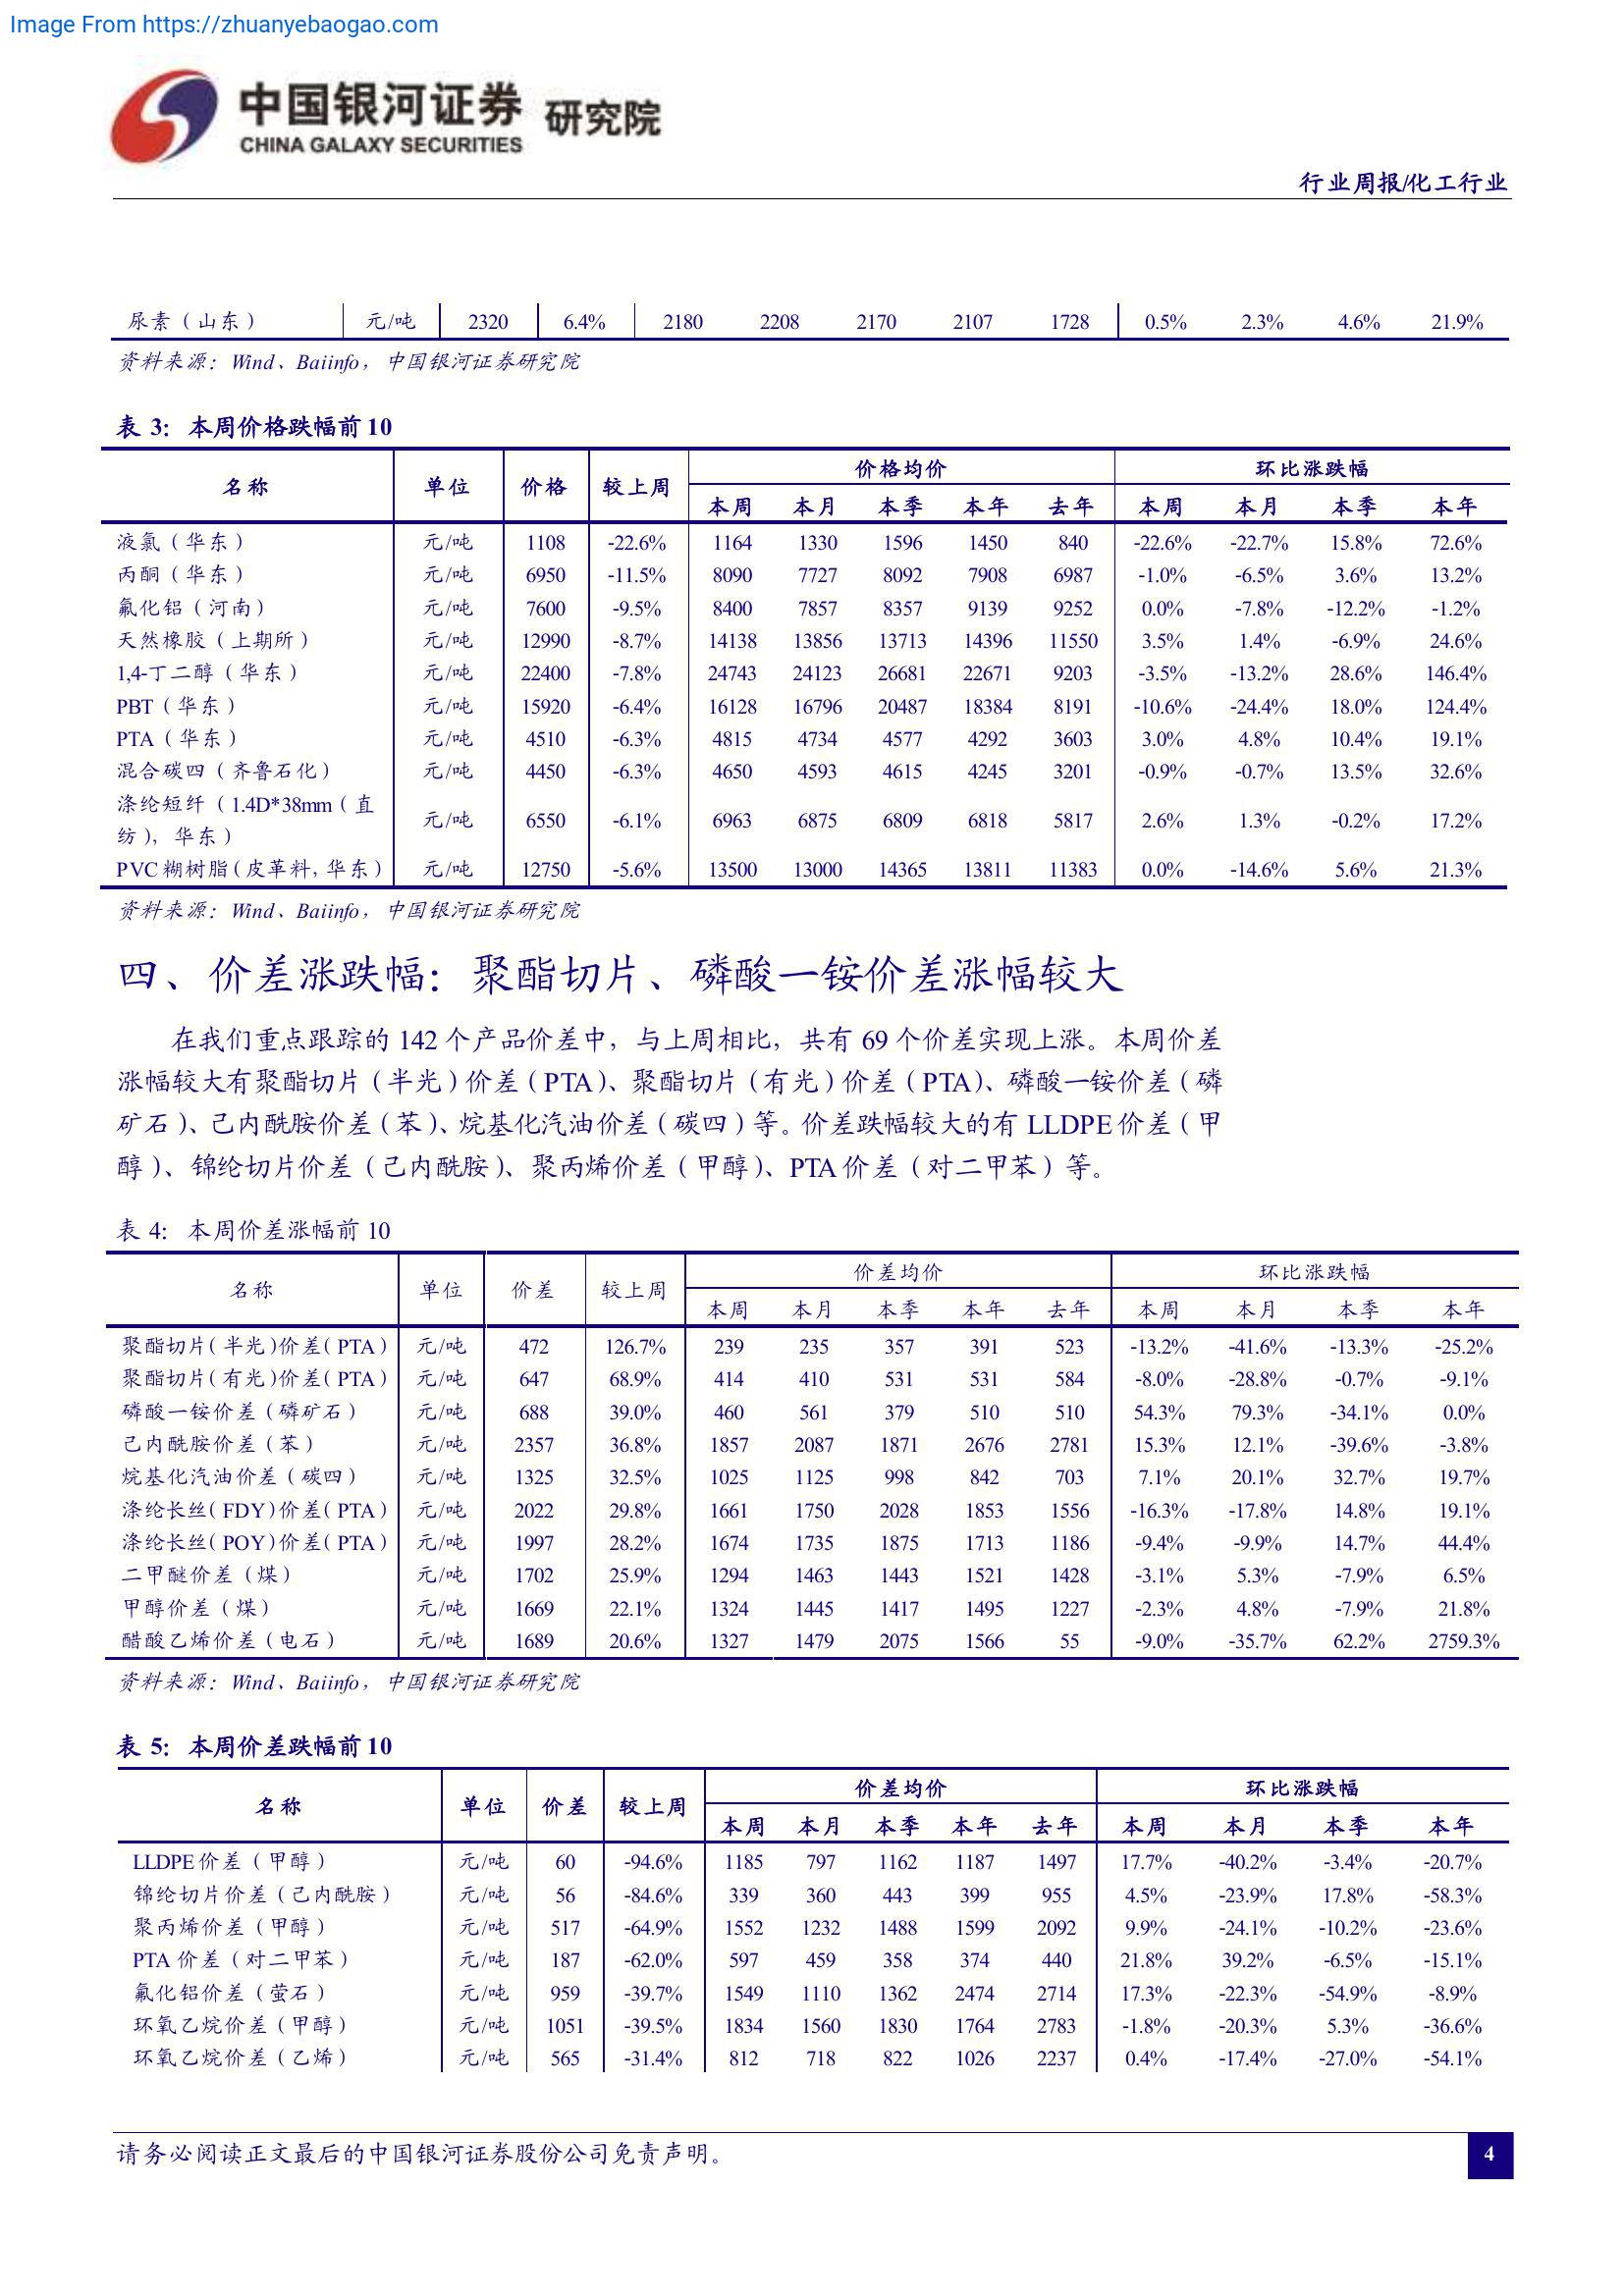 Image From https://zhuanyebaogao.com
中国银河证券 研究院
CHINA GALAXY SECURITIES
行业周报/化工行业
尿素（山东） 元/吨 2320 6.4% 2180 2208 2170 2107 1728 0.5% 2.3% 4.6% 21.9%
资料来源：Wind、Baiinfo，中国银河证券研究院
表 3：本周价格跌幅前 10
名称 单位 价格 较上周 价格均价 环比涨跌幅
本周 本月 本季 本年 去年 本周 本月 本季 本年
液氯（华东） 元/吨 1108 -22.6% 1164 1330 1596 1450 840 -22.6% -22.7% 15.8% 72.6%
丙酮（华东） 元/吨 6950 -11.5% 8090 7727 8092 7908 6987 -1.0% -6.5% 3.6% 13.2%
氟化铝（河南） 元/吨 7600 -9.5% 8400 7857 8357 9139 9252 0.0% -7.8% -12.2% -1.2%
天然橡胶（上期所） 元/吨 12990 -8.7% 14138 13856 13713 14396 11550 3.5% 1.4% -6.9% 24.6%
1,4-丁二醇（华东） 元/吨 22400 -7.8% 24743 24123 26681 22671 9203 -3.5% -13.2% 28.6% 146.4%
PBT（华东） 元/吨 15920 -6.4% 16128 16796 20487 18384 8191 -10.6% -24.4% 18.0% 124.4%
PTA（华东） 元/吨 4510 -6.3% 4815 4734 4577 4292 3603 3.0% 4.8% 10.4% 19.1%
混合碳四（齐鲁石化） 元/吨 4450 -6.3% 4650 4593 4615 4245 3201 -0.9% -0.7% 13.5% 32.6%
涤纶短纤（1.4D*38mm（直
纺），华东） 元/吨 6550 -6.1% 6963 6875 6809 6818 5817 2.6% 1.3% -0.2% 17.2%
PVC 糊树脂（皮革料，华东） 元/吨 12750 -5.6% 13500 13000 14365 13811 11383 0.0% -14.6% 5.6% 21.3%
资料来源：Wind、Baiinfo，中国银河证券研究院
四、价差涨跌幅：聚酯切片、磷酸一铵价差涨幅较大
在我们重点跟踪的 142 个产品价差中，与上周相比，共有 69 个价差实现上涨。本周价差
涨幅较大有聚酯切片（半光）价差（PTA）、聚酯切片（有光）价差（PTA）、磷酸一铵价差（磷
矿石）、己内酰胺价差（苯）、烷基化汽油价差（碳四）等。价差跌幅较大的有 LLDPE 价差（甲
醇）、锦纶切片价差（己内酰胺）、聚丙烯价差（甲醇）、PTA 价差（对二甲苯）等。
表 4：本周价差涨幅前 10
名称 单位 价差 较上周 价差均价 环比涨跌幅
本周 本月 本季 本年 去年 本周 本月 本季 本年
聚酯切片（半光）价差（PTA） 元/吨 472 126.7% 239 235 357 391 523 -13.2% -41.6% -13.3% -25.2%
聚酯切片（有光）价差（PTA） 元/吨 647 68.9% 414 410 531 531 584 -8.0% -28.8% -0.7% -9.1%
磷酸一铵价差（磷矿石） 元/吨 688 39.0% 460 561 379 510 510 54.3% 79.3% -34.1% 0.0%
己内酰胺价差（苯） 元/吨 2357 36.8% 1857 2087 1871 2676 2781 15.3% 12.1% -39.6% -3.8%
烷基化汽油价差（碳四） 元/吨 1325 32.5% 1025 1125 998 842 703 7.1% 20.1% 32.7% 19.7%
涤纶长丝（FDY）价差（PTA） 元/吨 2022 29.8% 1661 1750 2028 1853 1556 -16.3% -17.8% 14.8% 19.1%
涤纶长丝（POY）价差（PTA） 元/吨 1997 28.2% 1674 1735 1875 1713 1186 -9.4% -9.9% 14.7% 44.4%
二甲醚价差（煤） 元/吨 1702 25.9% 1294 1463 1443 1521 1428 -3.1% 5.3% -7.9% 6.5%
甲醇价差（煤） 元/吨 1669 22.1% 1324 1445 1417 1495 1227 -2.3% 4.8% -7.9% 21.8%
醋酸乙烯价差（电石） 元/吨 1689 20.6% 1327 1479 2075 1566 55 -9.0% -35.7% 62.2% 2759.3%
资料来源：Wind、Baiinfo，中国银河证券研究院
表 5：本周价差跌幅前 10
名称 单位 价差 较上周 价差均价 环比涨跌幅
本周 本月 本季 本年 去年 本周 本月 本季 本年
LLDPE 价差（甲醇） 元/吨 60 -94.6% 1185 797 1162 1187 1497 17.7% -40.2% -3.4% -20.7%
锦纶切片价差（己内酰胺） 元/吨 56 -84.6% 339 360 443 399 955 4.5% -23.9% 17.8% -58.3%
聚丙烯价差（甲醇） 元/吨 517 -64.9% 1552 1232 1488 1599 2092 9.9% -24.1% -10.2% -23.6%
PTA 价差（对二甲苯） 元/吨 187 -62.0% 597 459 358 374 440 21.8% 39.2% -6.5% -15.1%
氟化铝价差（萤石） 元/吨 959 -39.7% 1549 1110 1362 2474 2714 17.3% -22.3% -54.9% -8.9%
环氧乙烷价差（甲醇） 元/吨 1051 -39.5% 1834 1560 1830 1764 2783 -1.8% -20.3% 5.3% -36.6%
环氧乙烷价差（乙烯） 元/吨 565 -31.4% 812 718 822 1026 2237 0.4% -17.4% -27.0% -54.1%
请务必阅读正文最后的中国银河证券股份公司免责声明。
4